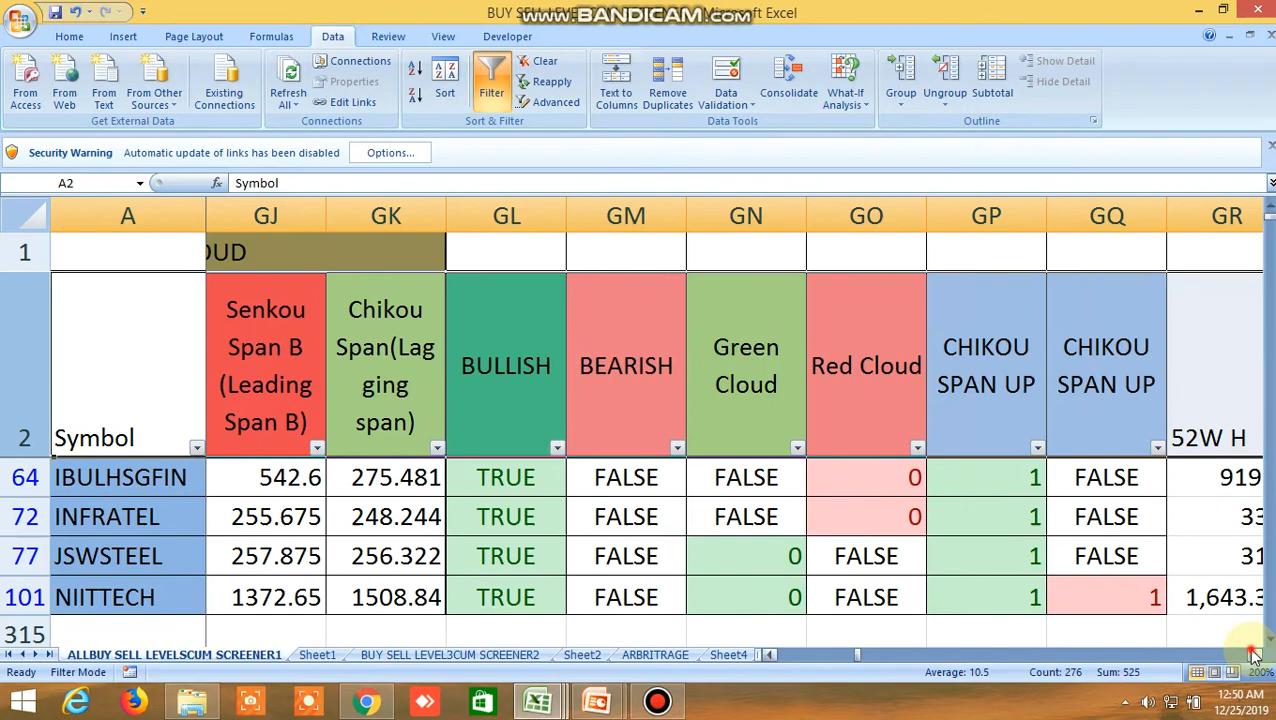 BUY SELL LEVE
www.BANDICAM.com
Microsoft Excel
Home Insert Page Layout Formulas Data Review View Developer
From Access
From Web
From Text
From Other Sources
Existing Connections
Get External Data
Refresh All
Connections
Properties
Edit Links
Connections
Sort
Filter
Clear
Reapply
Advanced
Sort & Filter
Text to Columns
Remove Duplicates
Data Validation
Consolidate
What-If Analysis
Data Tools
Group
Ungroup
Subtotal
Show Detail
Hide Detail
Outline
Security Warning Automatic update of links has been disabled Options...
A2 fx Symbol
A GJ GK GL GM GN GO GP GQ GR
1 OUD
2 Symbol
Senkou Span B (Leading Span B)
Chikou Span(Lagging span)
BULLISH
BEARISH
Green Cloud
Red Cloud
CHIKOU SPAN UP
CHIKOU SPAN UP
52W H
64 IBULHSGFIN 542.6 275.481 TRUE FALSE FALSE 0 1 FALSE 919
72 INFRATEL 255.675 248.244 TRUE FALSE FALSE 0 1 FALSE 33
77 JSWSTEEL 257.875 256.322 TRUE FALSE 0 FALSE 1 FALSE 31
101 NIITTECH 1372.65 1508.84 TRUE FALSE 0 FALSE 1 1 1,643.3
315
ALLBUY SELL LEVELSCUM SCREENER1 Sheet1 BUY SELL LEVEL3CUM SCREENER2 Sheet2 ARBRITRAGE Sheet4
Ready Filter Mode Average: 10.5 Count: 276 Sum: 525 200%
12:50 AM
12/25/2019